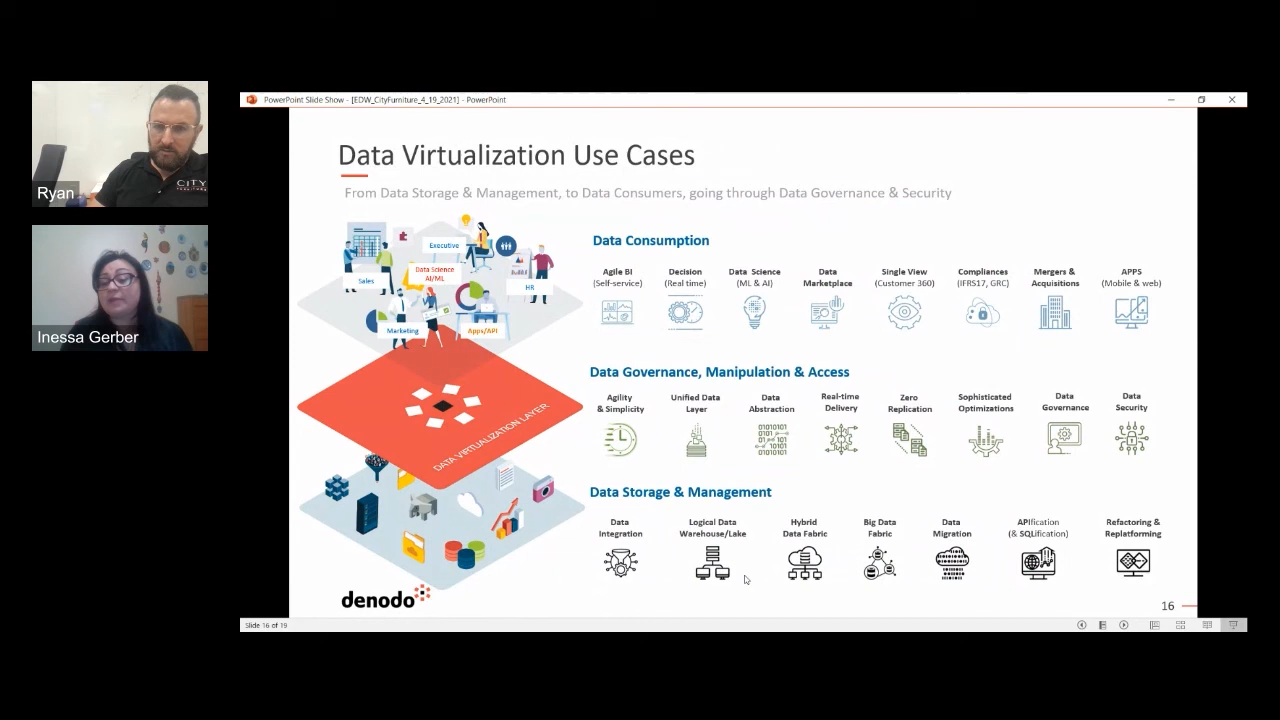 Ryan
CITY
Inessa Gerber
PowerPoint Slide Show - [EDW_CityFurniture_4_19_2021] - PowerPoint
Data Virtualization Use Cases
From Data Storage & Management, to Data Consumers, going through Data Governance & Security
Executive
Sales
Data Science
AI/ML
HR
Marketing
Apps/API
DATA VIRTUALIZATION LAYER
denodo
Data Consumption
Agile BI
(Self-service)
Decision
(Real time)
Data Science
(ML & AI)
Data
Marketplace
Single View
(Customer 360)
Compliances
(IFRS17, GRC)
Mergers &
Acquisitions
APPS
(Mobile & web)
Data Governance, Manipulation & Access
Agility
& Simplicity
Unified Data
Layer
Data
Abstraction
Real-time
Delivery
Zero
Replication
Sophisticated
Optimizations
Data
Governance
Data
Security
Data Storage & Management
Data
Integration
Logical Data
Warehouse/Lake
Hybrid
Data Fabric
Big Data
Fabric
Data
Migration
APIfication
(& SQLification)
Refactoring &
Replatforming
16
Slide 16 of 19